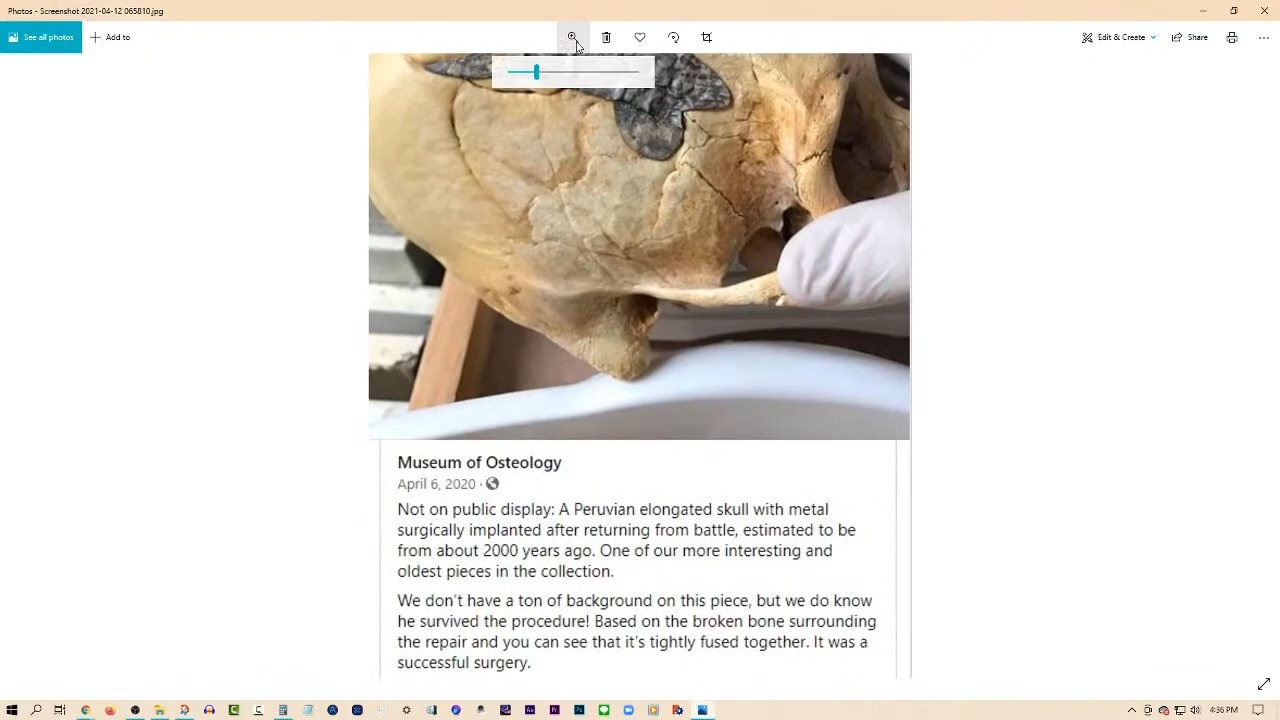 Photos - Screenshot 2021-04-12 065810.jpg
See all photos
Add to
Edit & Create
Share
Museum of Osteology
April 6, 2020 ·
Not on public display: A Peruvian elongated skull with metal
surgically implanted after returning from battle, estimated to be
from about 2000 years ago. One of our more interesting and
oldest pieces in the collection.
We don't have a ton of background on this piece, but we do know
he survived the procedure! Based on the broken bone surrounding
the repair and you can see that it's tightly fused together. It was a
successful surgery.
4:36 PM